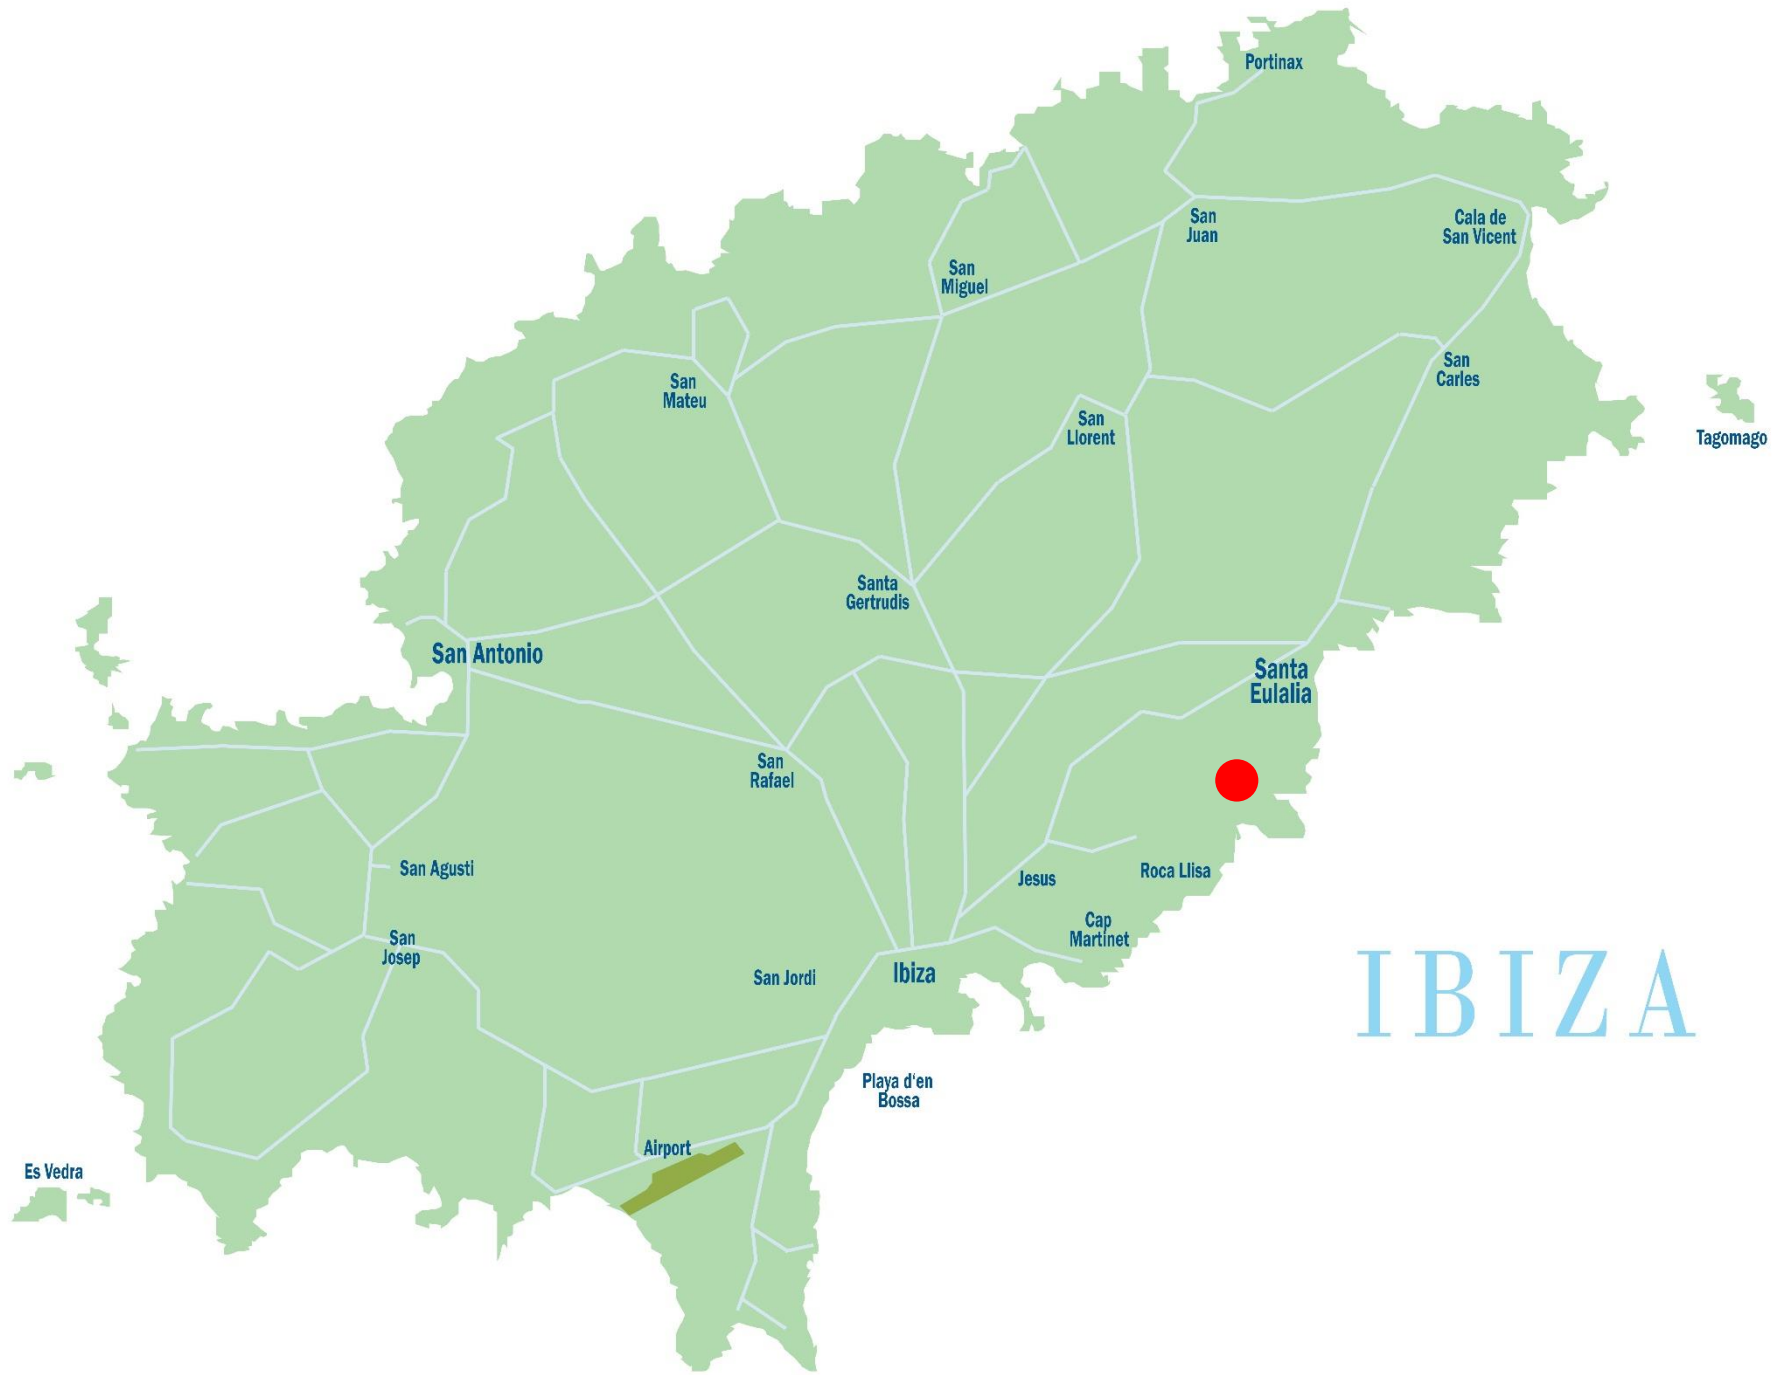 Portinax
San
Juan
Cala de
San Vicent
San
Miguel
San
Mateu
San
Carles
San
Llorent
Tagomago
Santa
Gertrudis
San Antonio
Santa
Eulalia
San
Rafael
San Agusti
Jesus
Roca Llisa
Cap
Martinet
San
Josep
San Jordi
Ibiza
IBIZA
Playa d'en
Bossa
Airport
Es Vedra